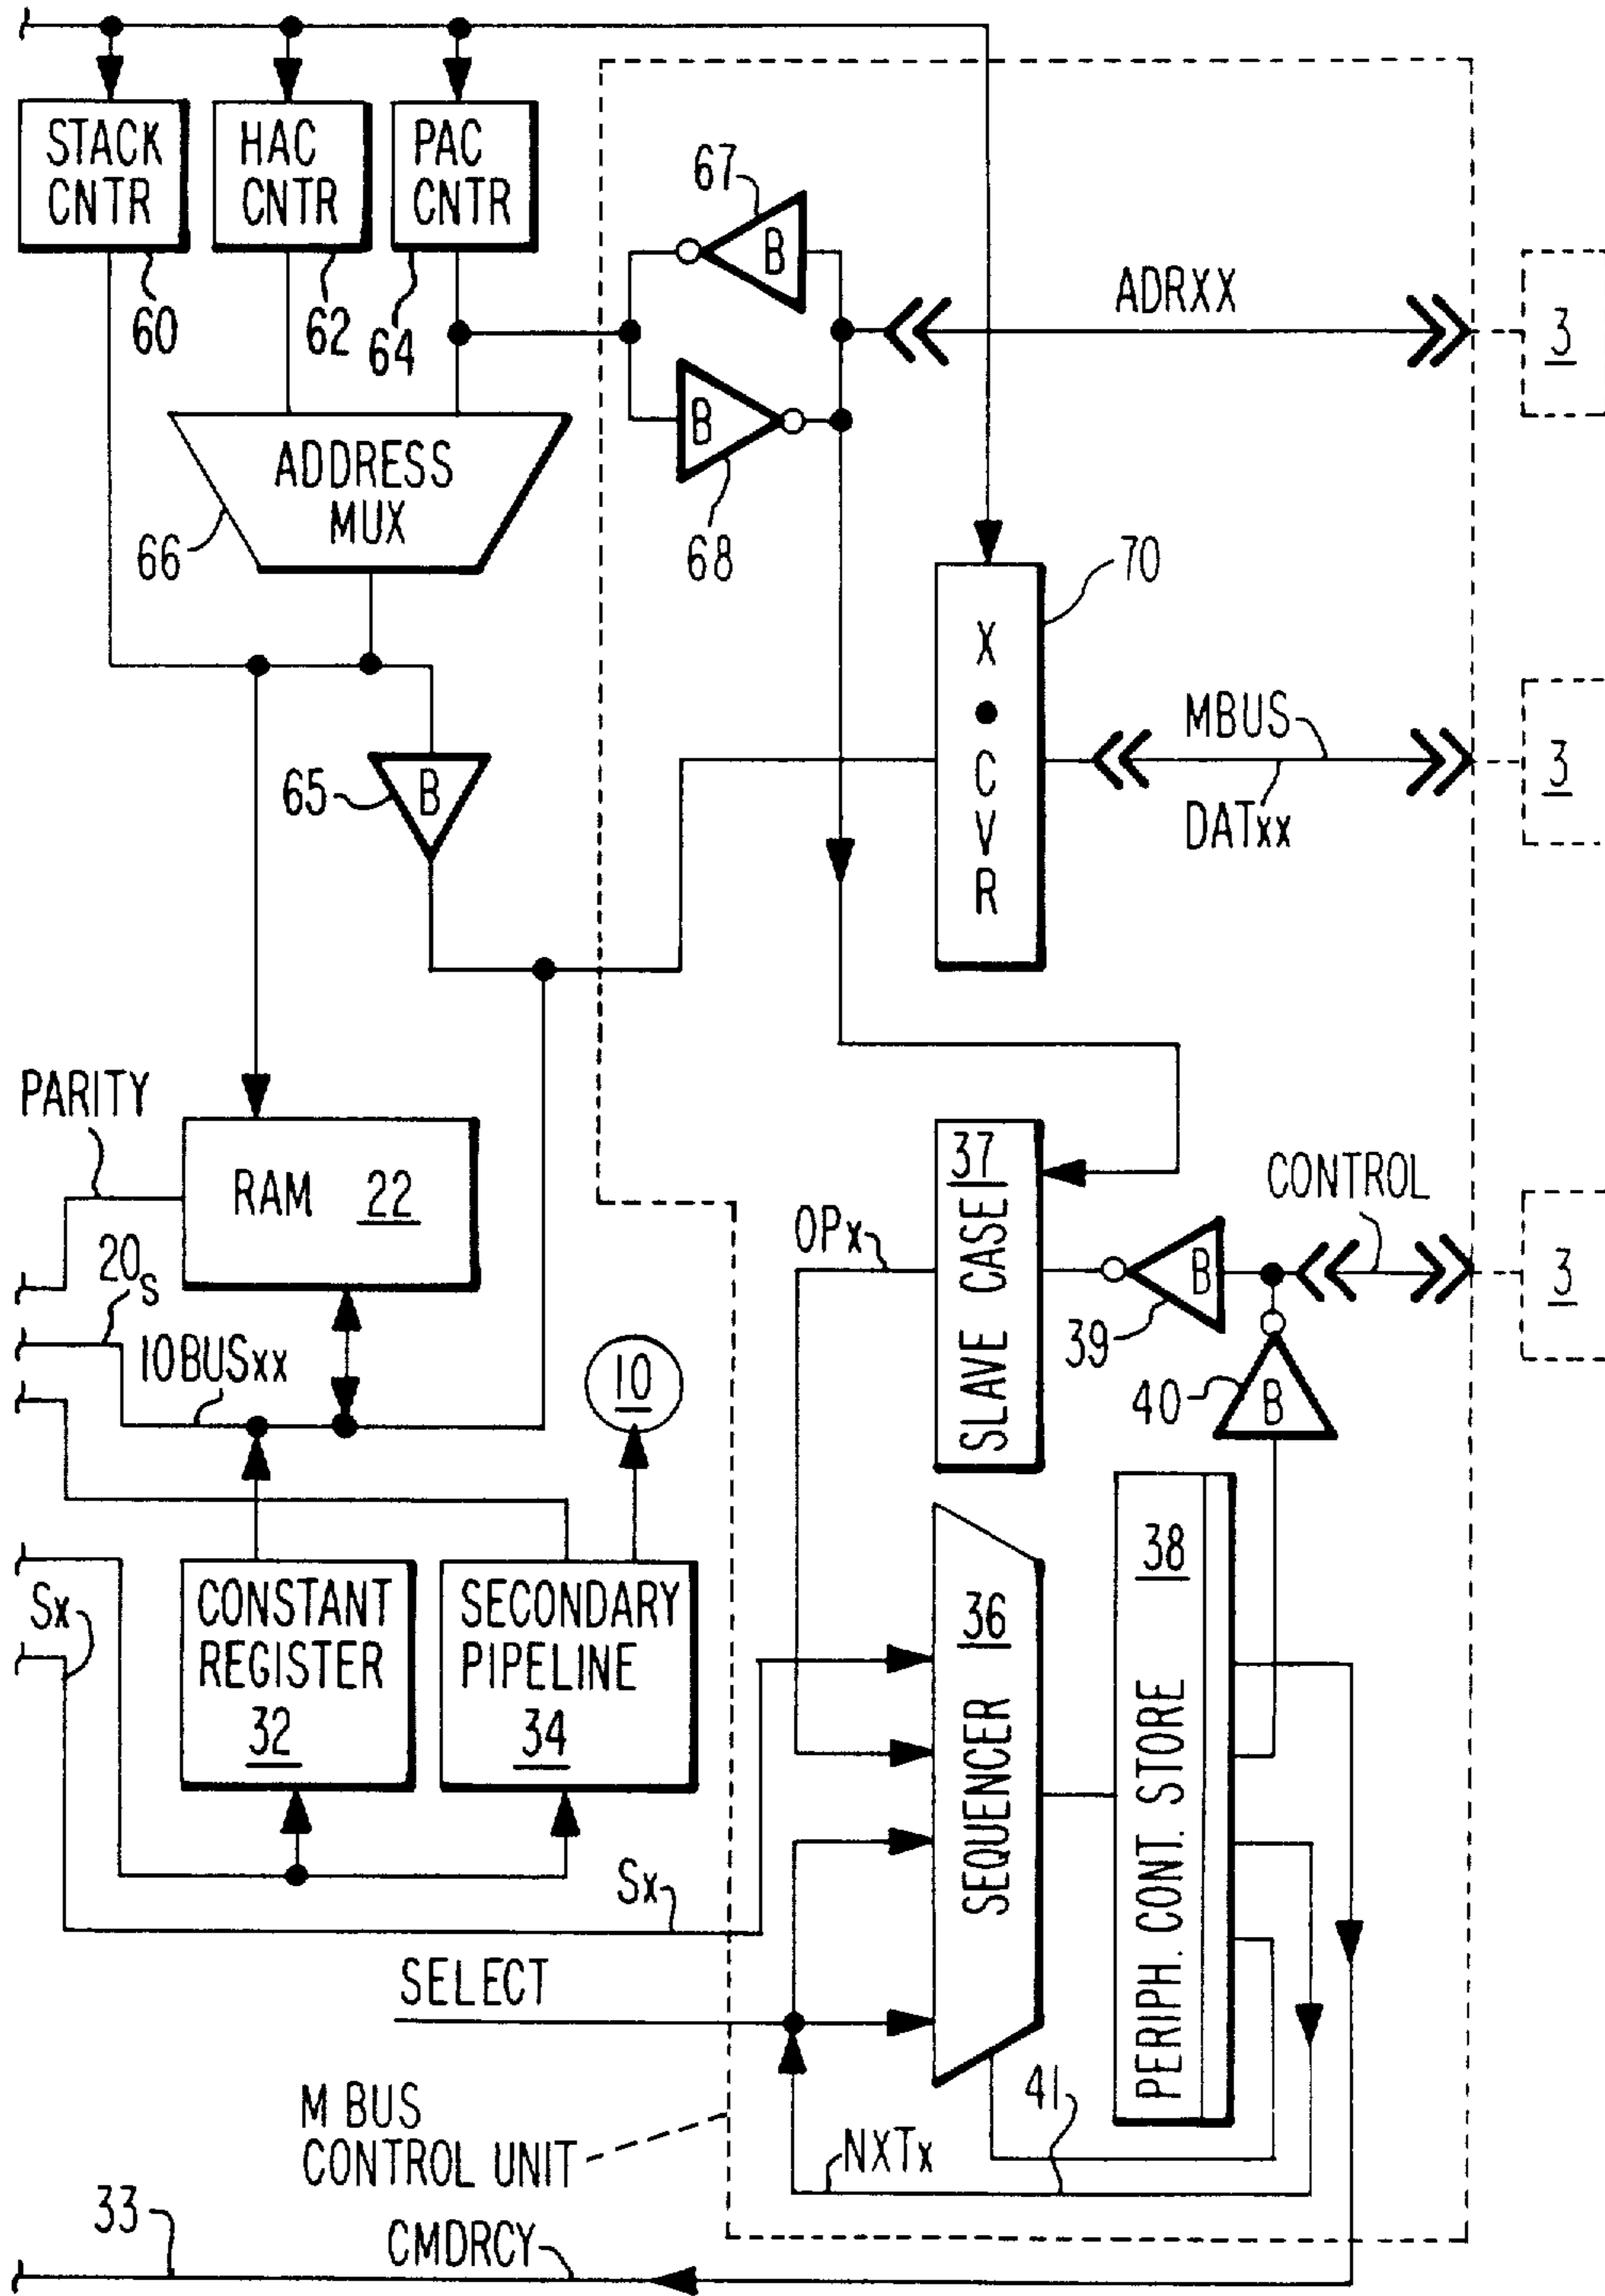 STACK
CNTR
HAC
CNTR
PAC
CNTR
60
62
64
67
B
ADRXX
3
B
68
ADDRESS
MUX
66
70
X
C
V
R
MBUS
DATxx
3
65
B
PARITY
RAM 22
20s
10BUSxx
10
37
SLAVE CASE
OPx
CONTROL
B
39
3
40
B
Sx
CONSTANT
REGISTER
32
SECONDARY
PIPELINE
34
36
SEQUENCER
38
PERIPH. CONT. STORE
Sx
SELECT
M BUS
CONTROL UNIT
41
NXTx
33
CMDRCY